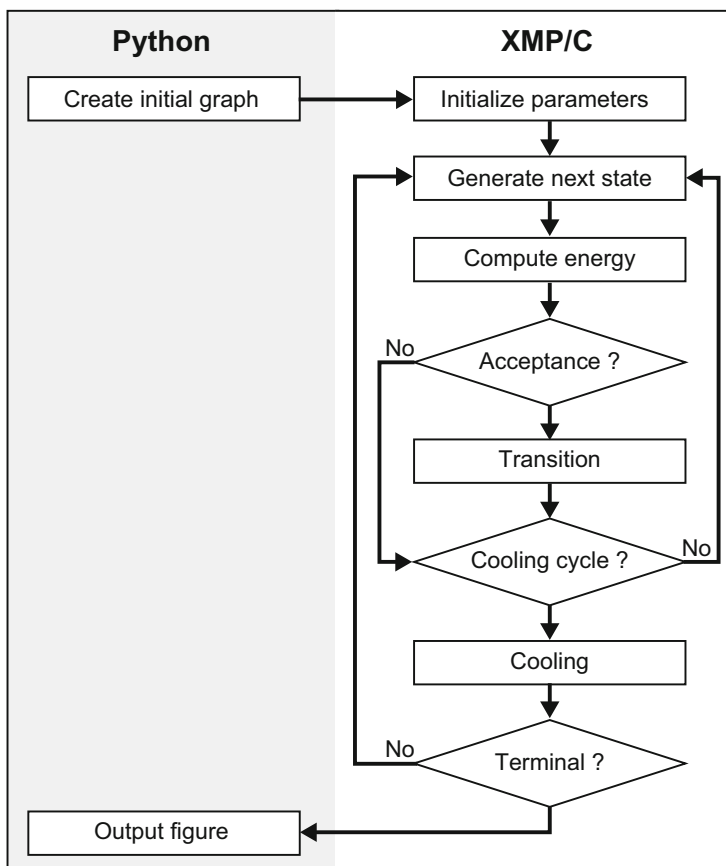 Python
XMP/C
Create initial graph
Initialize parameters
Generate next state
Compute energy
No
Acceptance ?
Transition
Cooling cycle ?
No
Cooling
No
Terminal ?
Output figure